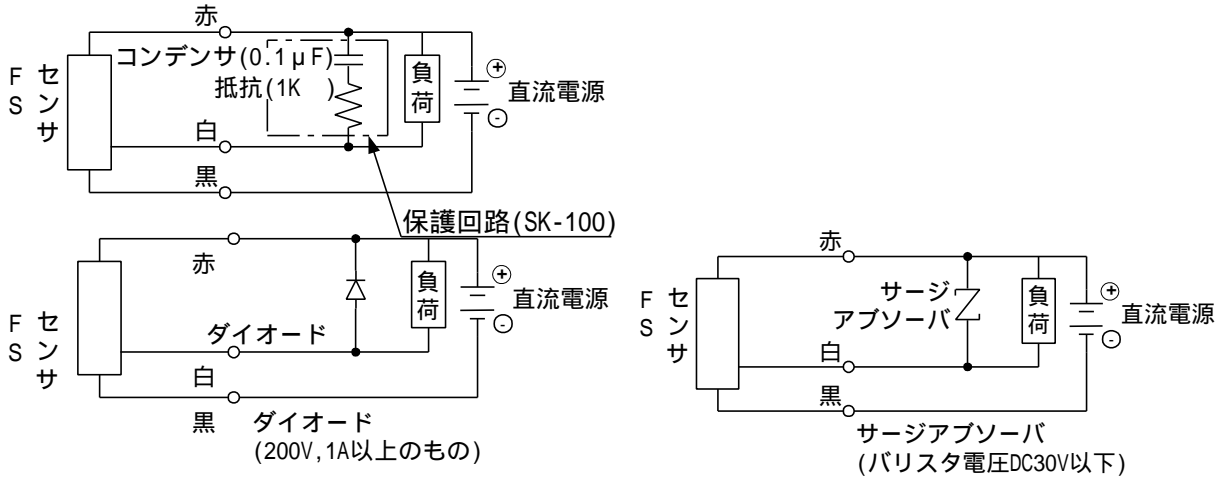 赤
コンデンサ(0.1μF)
抵抗(1K )
FS センサ
負荷
⊕
直流電源
⊖
白
黒
保護回路(SK-100)
赤
FS センサ
負荷
⊕
直流電源
⊖
ダイオード
白
黒
ダイオード
(200V,1A以上のもの)
赤
FS センサ
サージ
アブソーバ
負荷
⊕
直流電源
⊖
白
黒
サージアブソーバ
(バリスタ電圧DC30V以下)